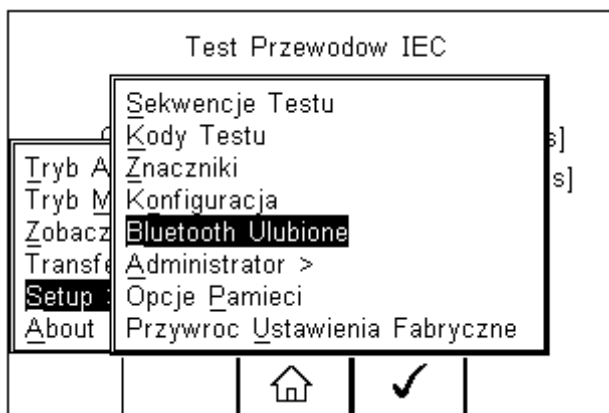 Test Przewodow IEC
Sekwencje Testu
Kody Testu
Znaczniki
Konfiguracja
Bluetooth Ulubione
Administrator >
Opcje Pamieci
Przywroc Ustawienia Fabryczne
s]
s]
Tryb A
Tryb M
Zobacz
Transfe
Setup
About